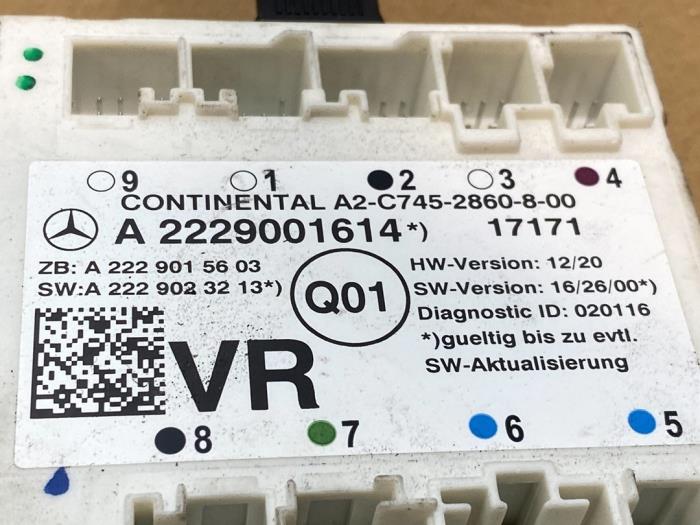 9 1 2 3 4
CONTINENTAL A2-C745-2860-8-00
A 2229001614*) 17171
ZB: A 222 901 56 03
SW:A 222 902 32 13*)
Q01
HW-Version: 12/20
SW-Version: 16/26/00*)
Diagnostic ID: 020116
*)gueltig bis zu evtl.
SW-Aktualisierung
VR
8 7 6 5